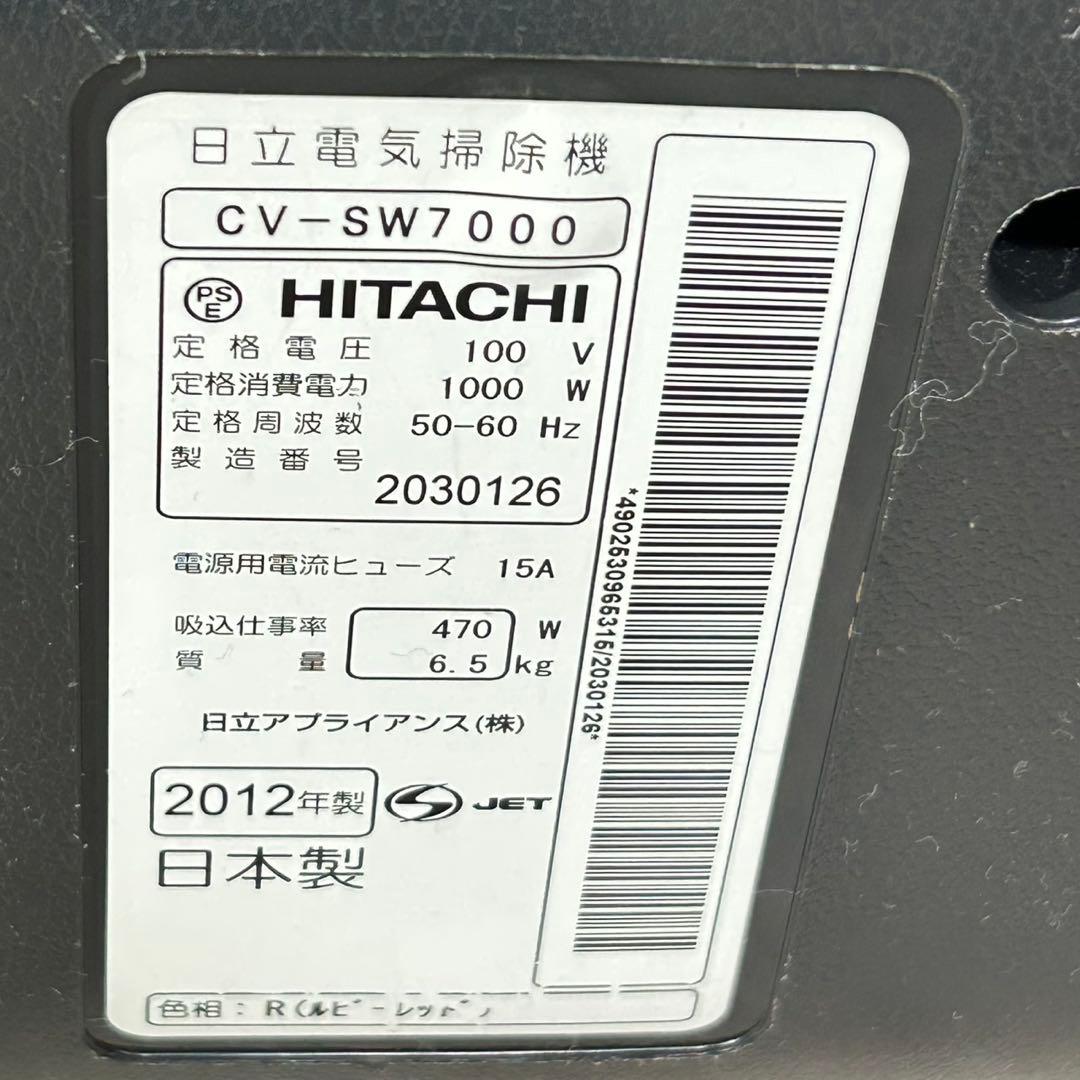 日立電気掃除機
CV-SW7000
PSE HITACHI
定格電圧 100 V
定格消費電力 1000 W
定格周波数 50-60 Hz
製造番号
2030126
電源用電流ヒューズ 15A
吸込仕事率 470 W
質量 6.5 kg
日立アプライアンス(株)
2012年製 S JET
日本製
色相: R(ルビーレッド)
*4902530965315/2030126*